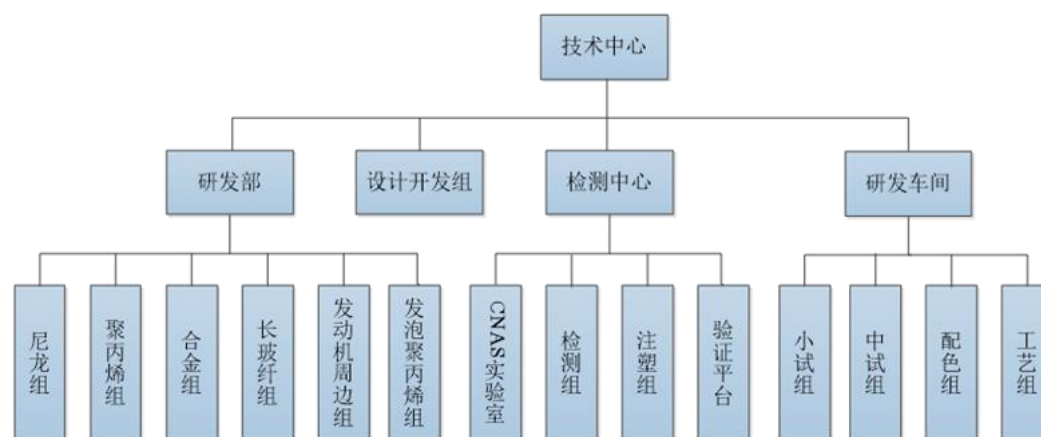 技术中心
研发部
设计开发组
检测中心
研发车间
尼龙组
聚丙烯组
合金组
长玻纤组
发动机周边组
发泡聚丙烯组
CNAS实验室
检测组
注塑组
验证平台
小试组
中试组
配色组
工艺组